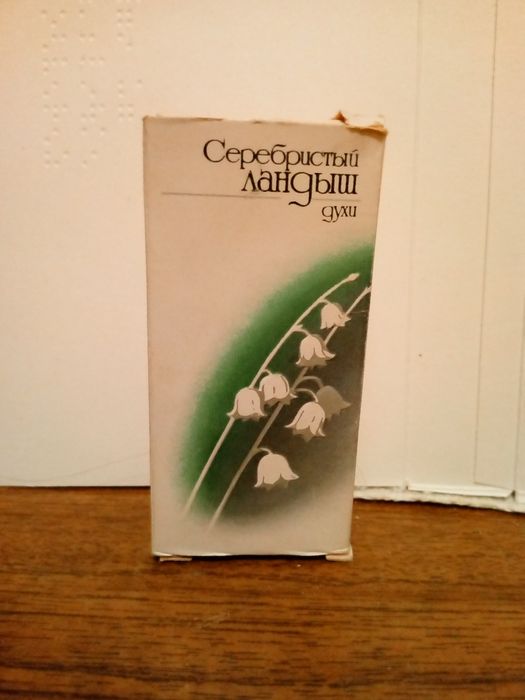 Серебристый
ландыш
духи